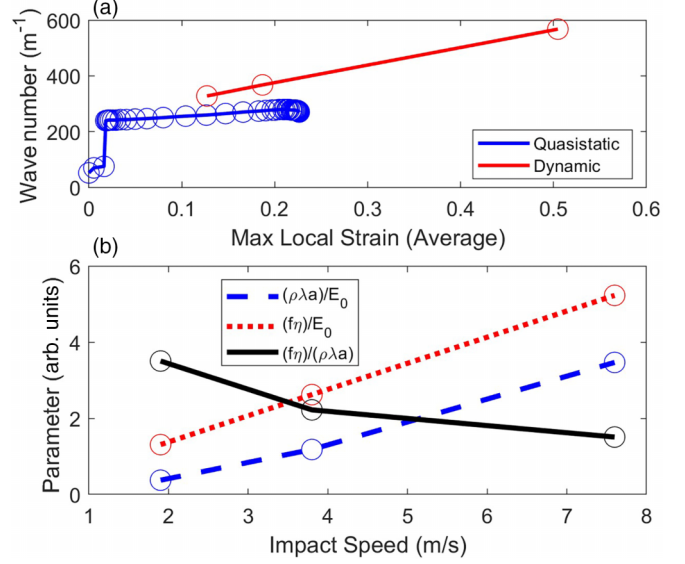 (a)
600
400
200
0
Wave number (m⁻¹)
Quasistatic
Dynamic
0 0.1 0.2 0.3 0.4 0.5 0.6
Max Local Strain (Average)
(b)
6
4
2
0
Parameter (arb. units)
(ρλa)/E₀
(fη)/E₀
(fη)/(ρλa)
1 2 3 4 5 6 7 8
Impact Speed (m/s)